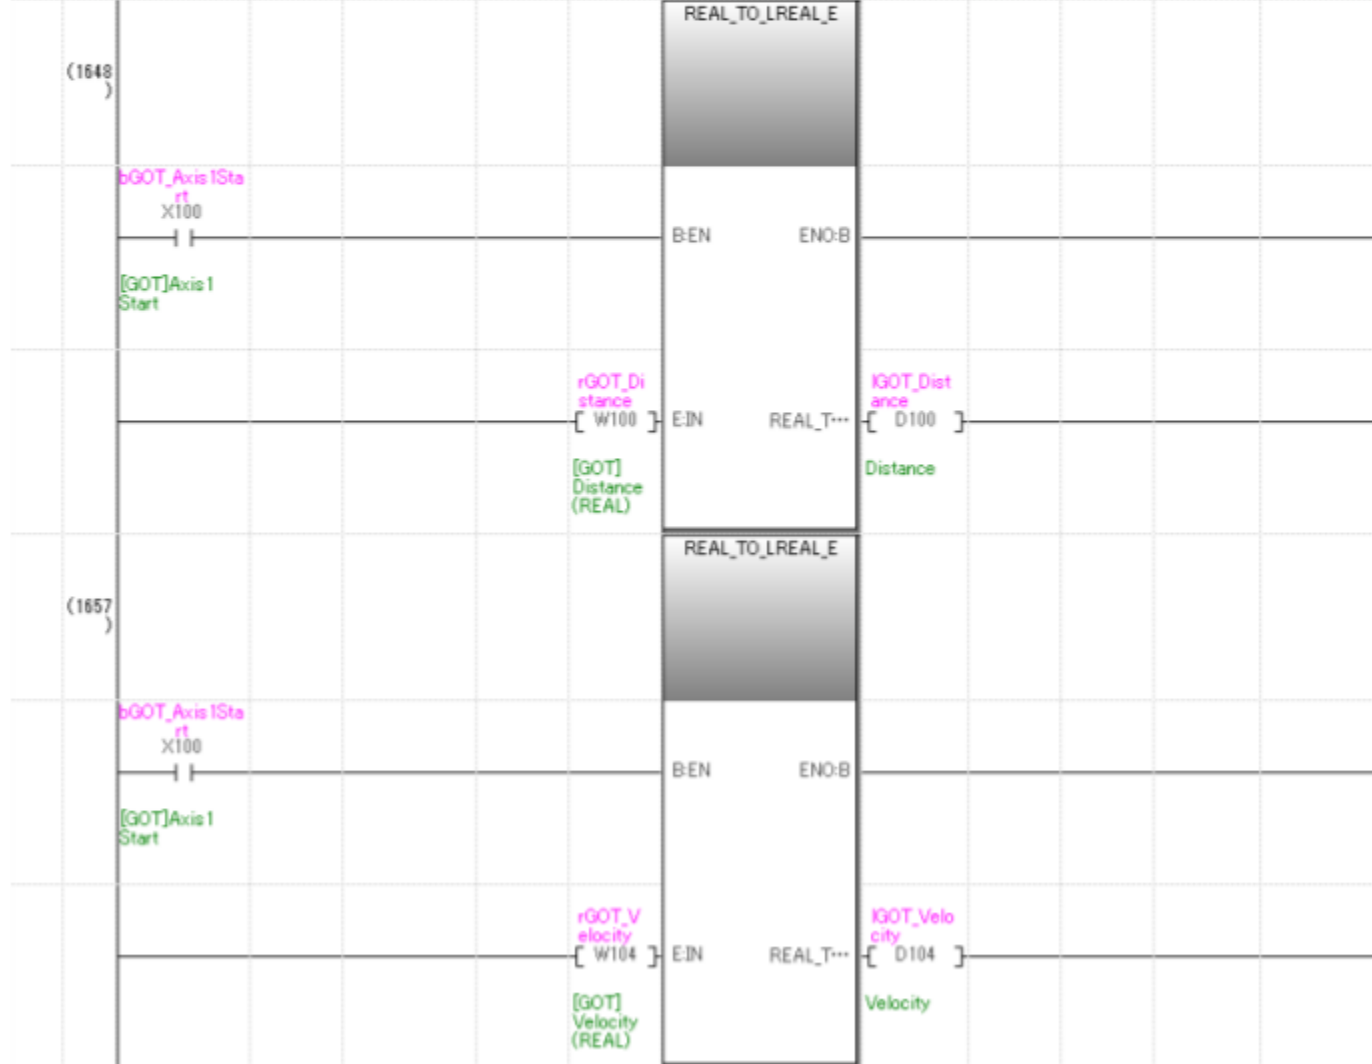 REAL_TO_LREAL_E
(1648
)
bGOT_Axis1Sta
rt
X100
B:EN ENO:B
[GOT]Axis1
Start
rGOT_Di
stance
lGOT_Dist
ance
[ W100 ] E:IN REAL_T··· [ D100 ]
[GOT]
Distance
(REAL)
Distance
REAL_TO_LREAL_E
(1657
)
bGOT_Axis1Sta
rt
X100
B:EN ENO:B
[GOT]Axis1
Start
rGOT_V
elocity
lGOT_Velo
city
[ W104 ] E:IN REAL_T··· [ D104 ]
[GOT]
Velocity
(REAL)
Velocity